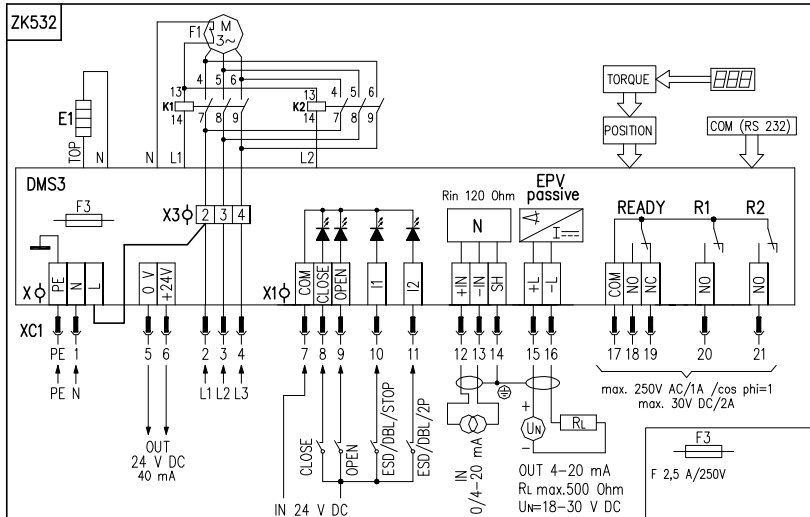 ZK532
F1
M
3~
4 5 6
4 5 6
13
13
K1
K2
14
14
7 8 9
7 8 9
E1
TOP
N
N
L1
L2
TORQUE
POSITION
COM (RS 232)
DMS3
F3
X3
2 3 4
Rin 120 Ohm
N
EPV
passive
I
READY
R1
R2
X
PE
N
L
0 V
+24V
X1
COM
CLOSE
OPEN
I1
I2
+IN
-IN
SH
+L
-L
COM
NO
NC
NO
NO
XC1
PE 1 5 6 2 3 4 7 8 9 10 11 12 13 14 15 16 17 18 19 20 21
PE N
L1 L2 L3
OUT
24 V DC
40 mA
CLOSE
OPEN
ESD/DBL/STOP
ESD/DBL/2P
IN 24 V DC
IN
0/4-20 mA
+
UN
-
RL
OUT 4-20 mA
RL max.500 Ohm
UN=18-30 V DC
max. 250V AC/1A /cos phi=1
max. 30V DC/2A
F3
F 2,5 A/250V